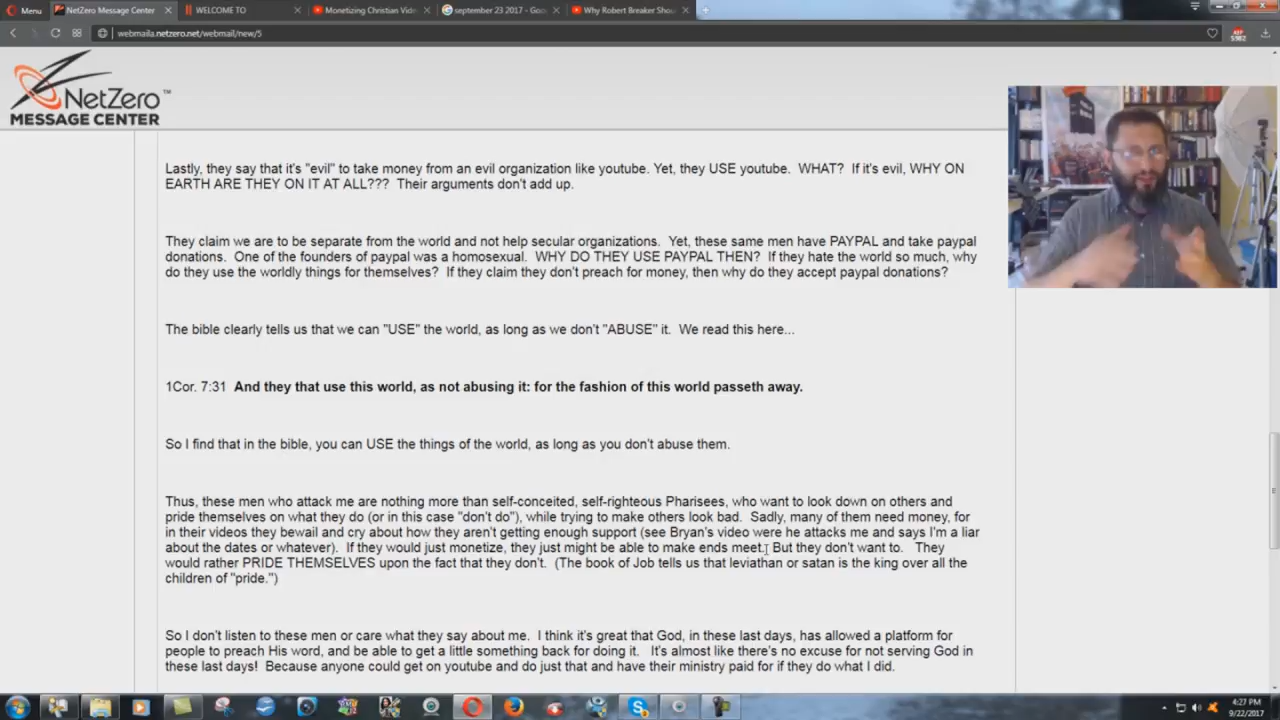 Menu
NetZero Message Center
WELCOME TO
Monetizing Christian Vide
september 23 2017 - Goo
Why Robert Breaker Shou
webmaila.netzero.net/webmail/new/5
NetZero™
MESSAGE CENTER
Lastly, they say that it's "evil" to take money from an evil organization like youtube. Yet, they USE youtube. WHAT? If it's evil, WHY ON
EARTH ARE THEY ON IT AT ALL??? Their arguments don't add up.
They claim we are to be separate from the world and not help secular organizations. Yet, these same men have PAYPAL and take paypal
donations. One of the founders of paypal was a homosexual. WHY DO THEY USE PAYPAL THEN? If they hate the world so much, why
do they use the worldly things for themselves? If they claim they don't preach for money, then why do they accept paypal donations?
The bible clearly tells us that we can "USE" the world, as long as we don't "ABUSE" it. We read this here...
1Cor. 7:31 And they that use this world, as not abusing it: for the fashion of this world passeth away.
So I find that in the bible, you can USE the things of the world, as long as you don't abuse them.
Thus, these men who attack me are nothing more than self-conceited, self-righteous Pharisees, who want to look down on others and
pride themselves on what they do (or in this case "don't do"), while trying to make others look bad. Sadly, many of them need money, for
in their videos they bewail and cry about how they aren't getting enough support (see Bryan's video were he attacks me and says I'm a liar
about the dates or whatever). If they would just monetize, they just might be able to make ends meet. But they don't want to. They
would rather PRIDE THEMSELVES upon the fact that they don't. (The book of Job tells us that leviathan or satan is the king over all the
children of "pride.")
So I don't listen to these men or care what they say about me. I think it's great that God, in these last days, has allowed a platform for
people to preach His word, and be able to get a little something back for doing it. It's almost like there's no excuse for not serving God in
these last days! Because anyone could get on youtube and do just that and have their ministry paid for if they do what I did.
4:27 PM
9/22/2017